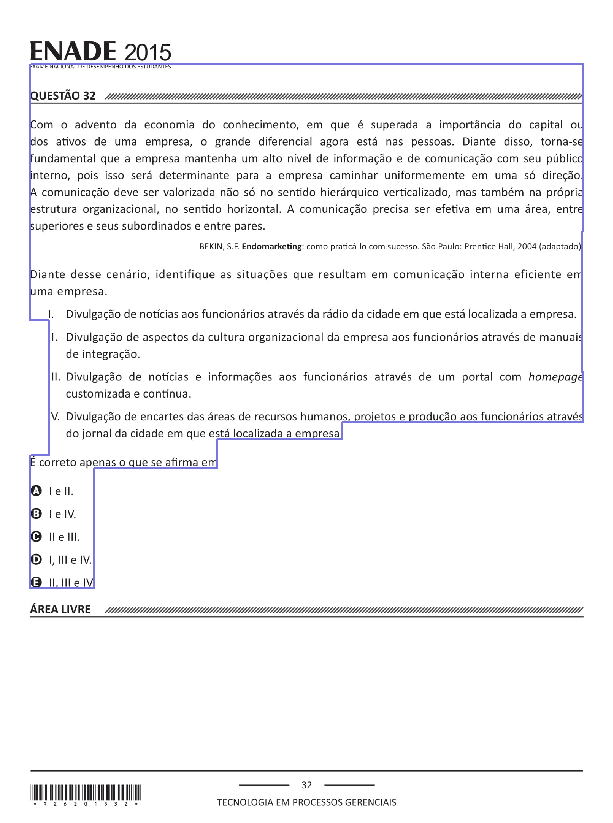 ENADE 2015
EXAME NACIONAL DE DESEMPENHO DOS ESTUDANTES
QUESTÃO 32
Com o advento da economia do conhecimento, em que é superada a importância do capital ou
dos ativos de uma empresa, o grande diferencial agora está nas pessoas. Diante disso, torna-se
fundamental que a empresa mantenha um alto nível de informação e de comunicação com seu público
interno, pois isso será determinante para a empresa caminhar uniformemente em uma só direção.
A comunicação deve ser valorizada não só no sentido hierárquico verticalizado, mas também na própria
estrutura organizacional, no sentido horizontal. A comunicação precisa ser efetiva em uma área, entre
superiores e seus subordinados e entre pares.
BEKIN, S.F. Endomarketing: como praticá-lo com sucesso. São Paulo: Prentice Hall, 2004 (adaptado).
Diante desse cenário, identifique as situações que resultam em comunicação interna eficiente em
uma empresa.
I. Divulgação de notícias aos funcionários através da rádio da cidade em que está localizada a empresa.
II. Divulgação de aspectos da cultura organizacional da empresa aos funcionários através de manuais
de integração.
III. Divulgação de notícias e informações aos funcionários através de um portal com homepage
customizada e contínua.
IV. Divulgação de encartes das áreas de recursos humanos, projetos e produção aos funcionários através
do jornal da cidade em que está localizada a empresa.
É correto apenas o que se afirma em
A I e II.
B I e IV.
C II e III.
D I, III e IV.
E II, III e IV.
ÁREA LIVRE
32
TECNOLOGIA EM PROCESSOS GERENCIAIS